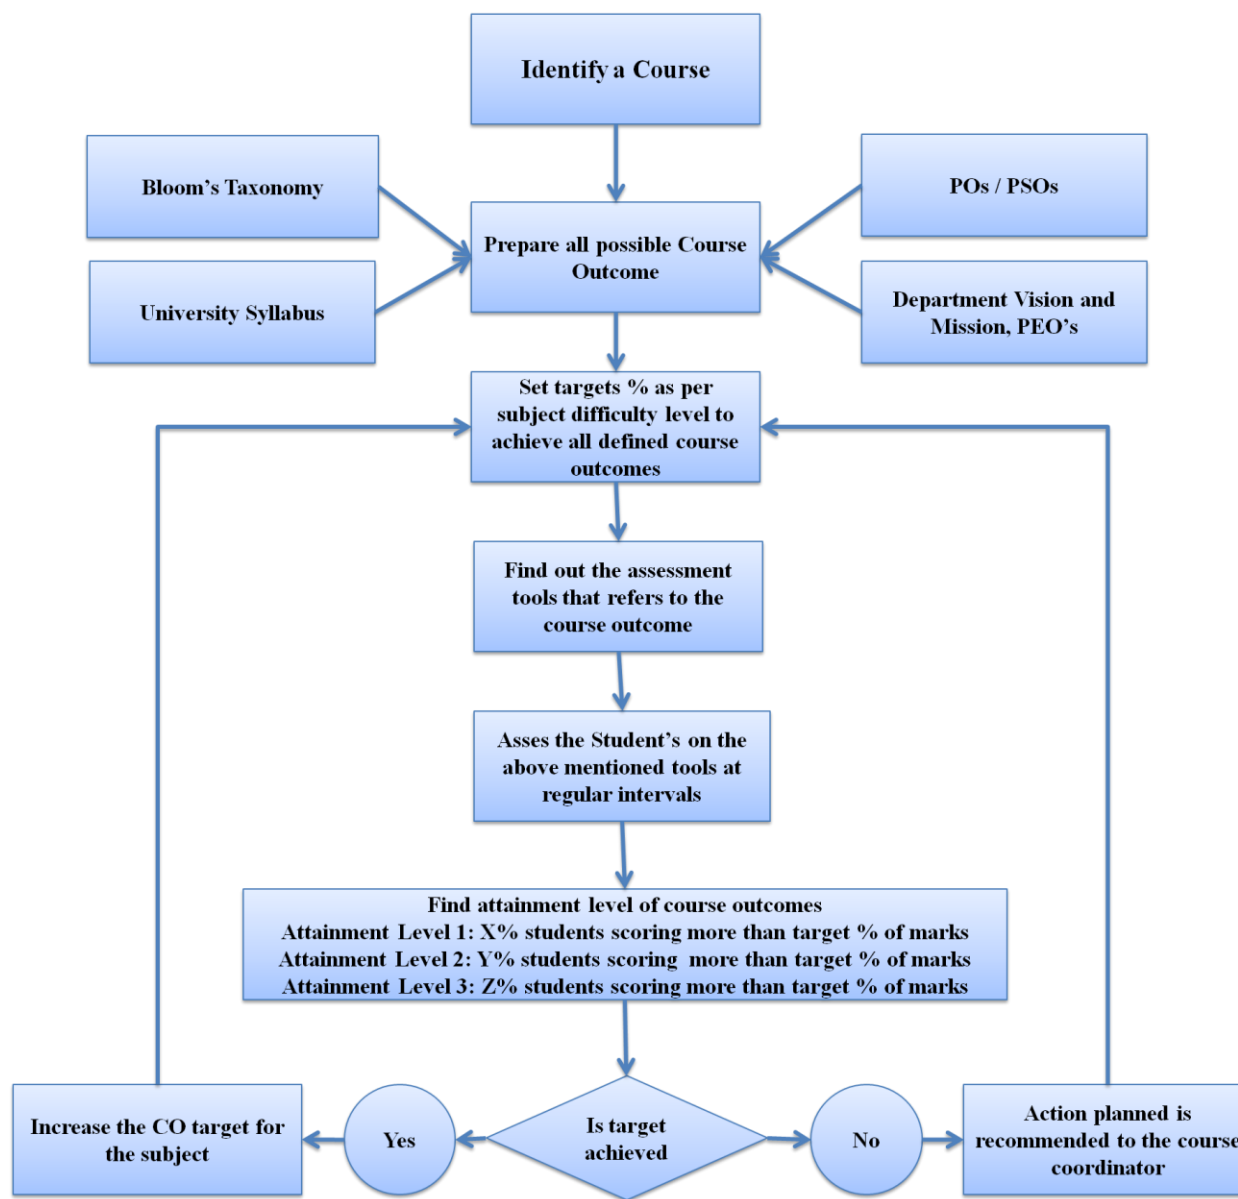 Identify a Course
Bloom’s Taxonomy
POs / PSOs
Prepare all possible Course
Outcome
University Syllabus
Department Vision and
Mission, PEO’s
Set targets % as per
subject difficulty level to
achieve all defined course
outcomes
Find out the assessment
tools that refers to the
course outcome
Asses the Student’s on the
above mentioned tools at
regular intervals
Find attainment level of course outcomes
Attainment Level 1: X% students scoring more than target % of marks
Attainment Level 2: Y% students scoring  more than target % of marks
Attainment Level 3: Z% students scoring more than target % of marks
Increase the CO target for
the subject
Yes
Is target
achieved
No
Action planned is
recommended to the course
coordinator